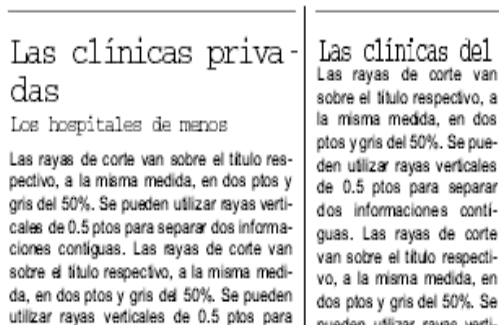 Las clínicas priva-
das
Los hospitales de menos
Las rayas de corte van sobre el título res-
pectivo, a la misma medida, en dos ptos y
gris del 50%. Se pueden utilizar rayas verti-
cales de 0.5 ptos para separar dos informa-
ciones contiguas. Las rayas de corte van
sobre el título respectivo, a la misma medi-
da, en dos ptos y gris del 50%. Se pueden
utilizar rayas verticales de 0.5 ptos para
Las clínicas del
Las rayas de corte van
sobre el título respectivo, a
la misma medida, en dos
ptos y gris del 50%. Se pue-
den utilizar rayas verticales
de 0.5 ptos para separar
dos informaciones conti-
guas. Las rayas de corte
van sobre el título respecti-
vo, a la misma medida, en
dos ptos y gris del 50%. Se
pueden utilizar rayas verti-